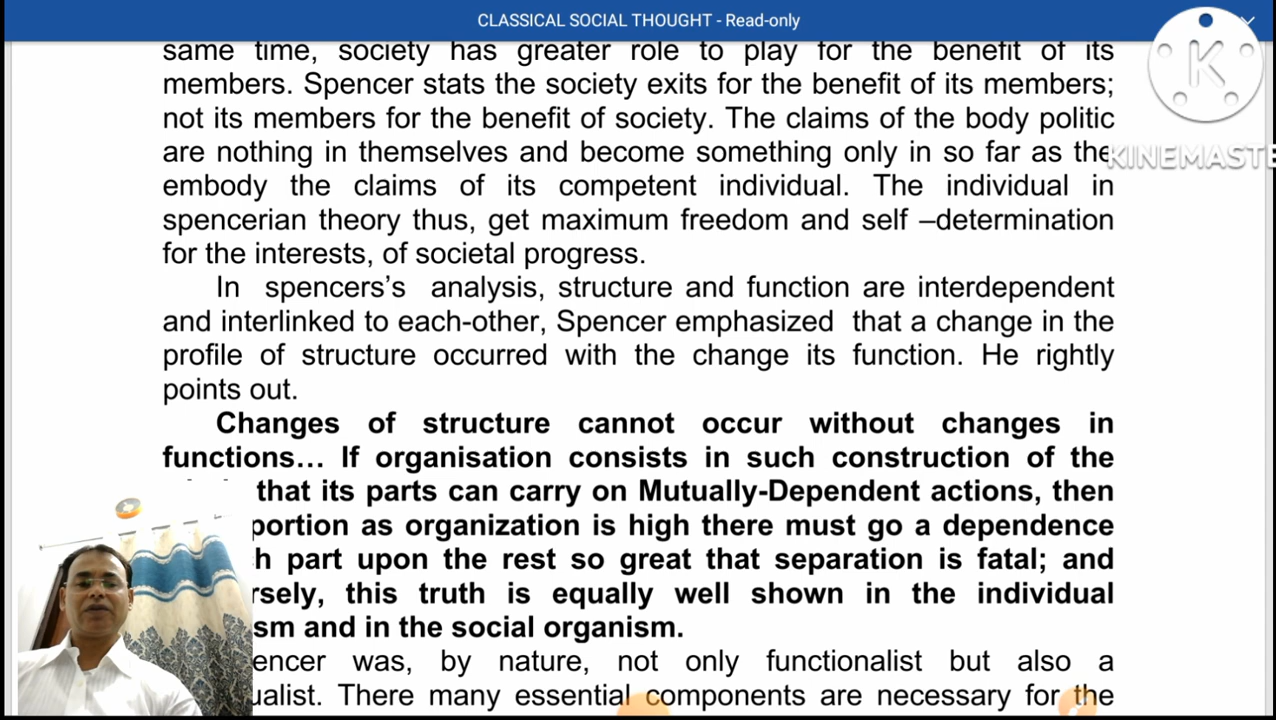 CLASSICAL SOCIAL THOUGHT - Read-only
same time, society has greater role to play for the benefit of its
members. Spencer stats the society exits for the benefit of its members;
not its members for the benefit of society. The claims of the body politic
are nothing in themselves and become something only in so far as the
embody the claims of its competent individual. The individual in
spencerian theory thus, get maximum freedom and self –determination
for the interests, of societal progress.
In spencers's analysis, structure and function are interdependent
and interlinked to each-other, Spencer emphasized that a change in the
profile of structure occurred with the change its function. He rightly
points out.
Changes of structure cannot occur without changes in
functions... If organisation consists in such construction of the
that its parts can carry on Mutually-Dependent actions, then
portion as organization is high there must go a dependence
h part upon the rest so great that separation is fatal; and
rsely, this truth is equally well shown in the individual
sm and in the social organism.
encer was, by nature, not only functionalist but also a
ualist. There many essential components are necessary for the
K
KINEMASTE